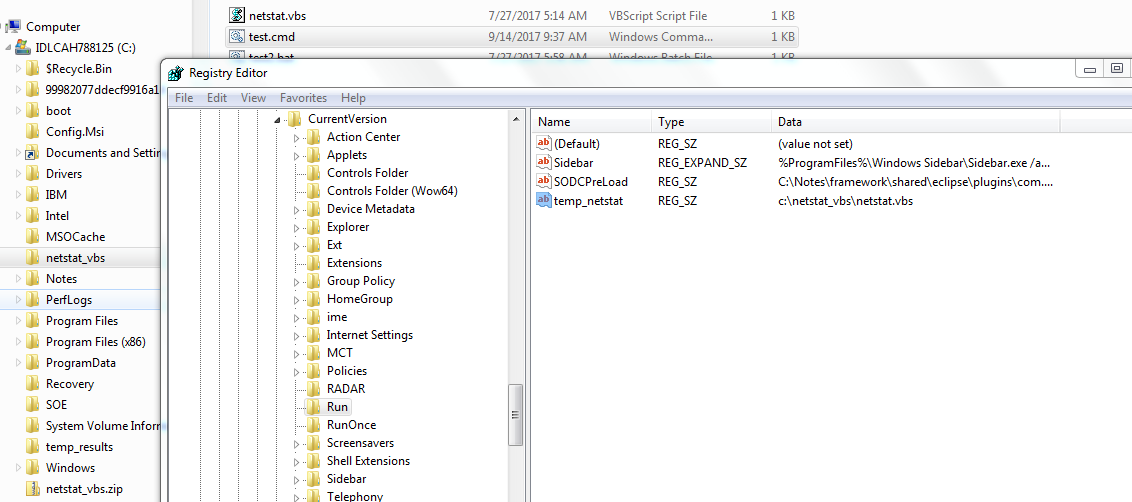 Computer
IDLCAH788125 (C:)
$Recycle.Bin
99982077ddecf9916a1
boot
Config.Msi
Documents and Settin
Drivers
IBM
Intel
MSOCache
netstat_vbs
Notes
PerfLogs
Program Files
Program Files (x86)
ProgramData
Recovery
SOE
System Volume Inforr
temp_results
Windows
netstat_vbs.zip
netstat.vbs 7/27/2017 5:14 AM VBScript Script File 1 KB
test.cmd 9/14/2017 9:37 AM Windows Comma... 1 KB
test2.bat 7/27/2017 5:58 AM Windows Batch File 1 KB
Registry Editor
File Edit View Favorites Help
CurrentVersion
Action Center
Applets
Controls Folder
Controls Folder (Wow64)
Device Metadata
Explorer
Ext
Extensions
Group Policy
HomeGroup
ime
Internet Settings
MCT
Policies
RADAR
Run
RunOnce
Screensavers
Shell Extensions
Sidebar
Telephony
Name Type Data
ab (Default) REG_SZ (value not set)
ab Sidebar REG_EXPAND_SZ %ProgramFiles%\Windows Sidebar\Sidebar.exe /a...
ab SODCPreLoad REG_SZ C:\Notes\framework\shared\eclipse\plugins\com....
ab temp_netstat REG_SZ c:\netstat_vbs\netstat.vbs